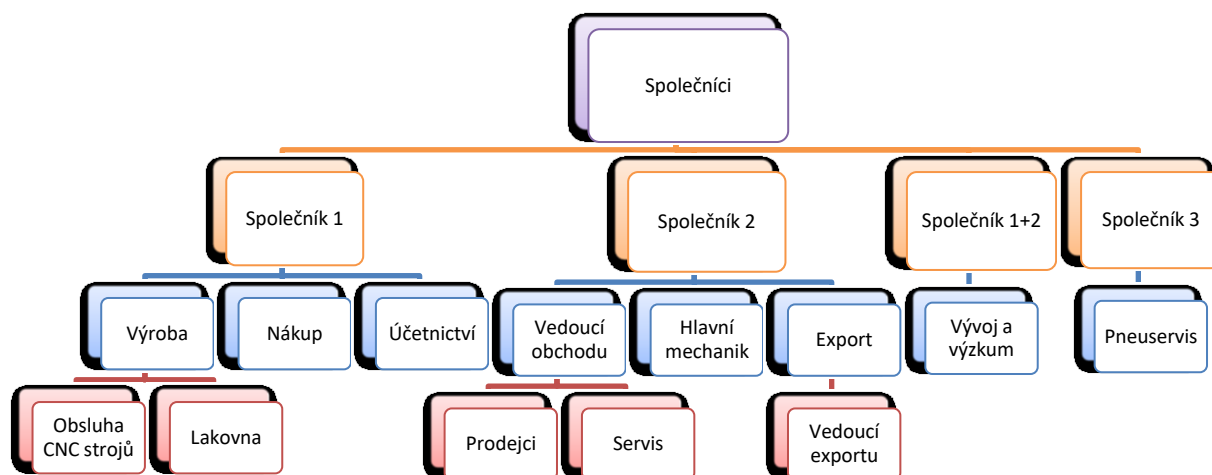 Společníci
Společník 1
Společník 2
Společník 1+2
Společník 3
Výroba
Nákup
Účetnictví
Vedoucí
obchodu
Hlavní
mechanik
Export
Vývoj a
výzkum
Pneuservis
Obsluha
CNC strojů
Lakovna
Prodejci
Servis
Vedoucí
exportu